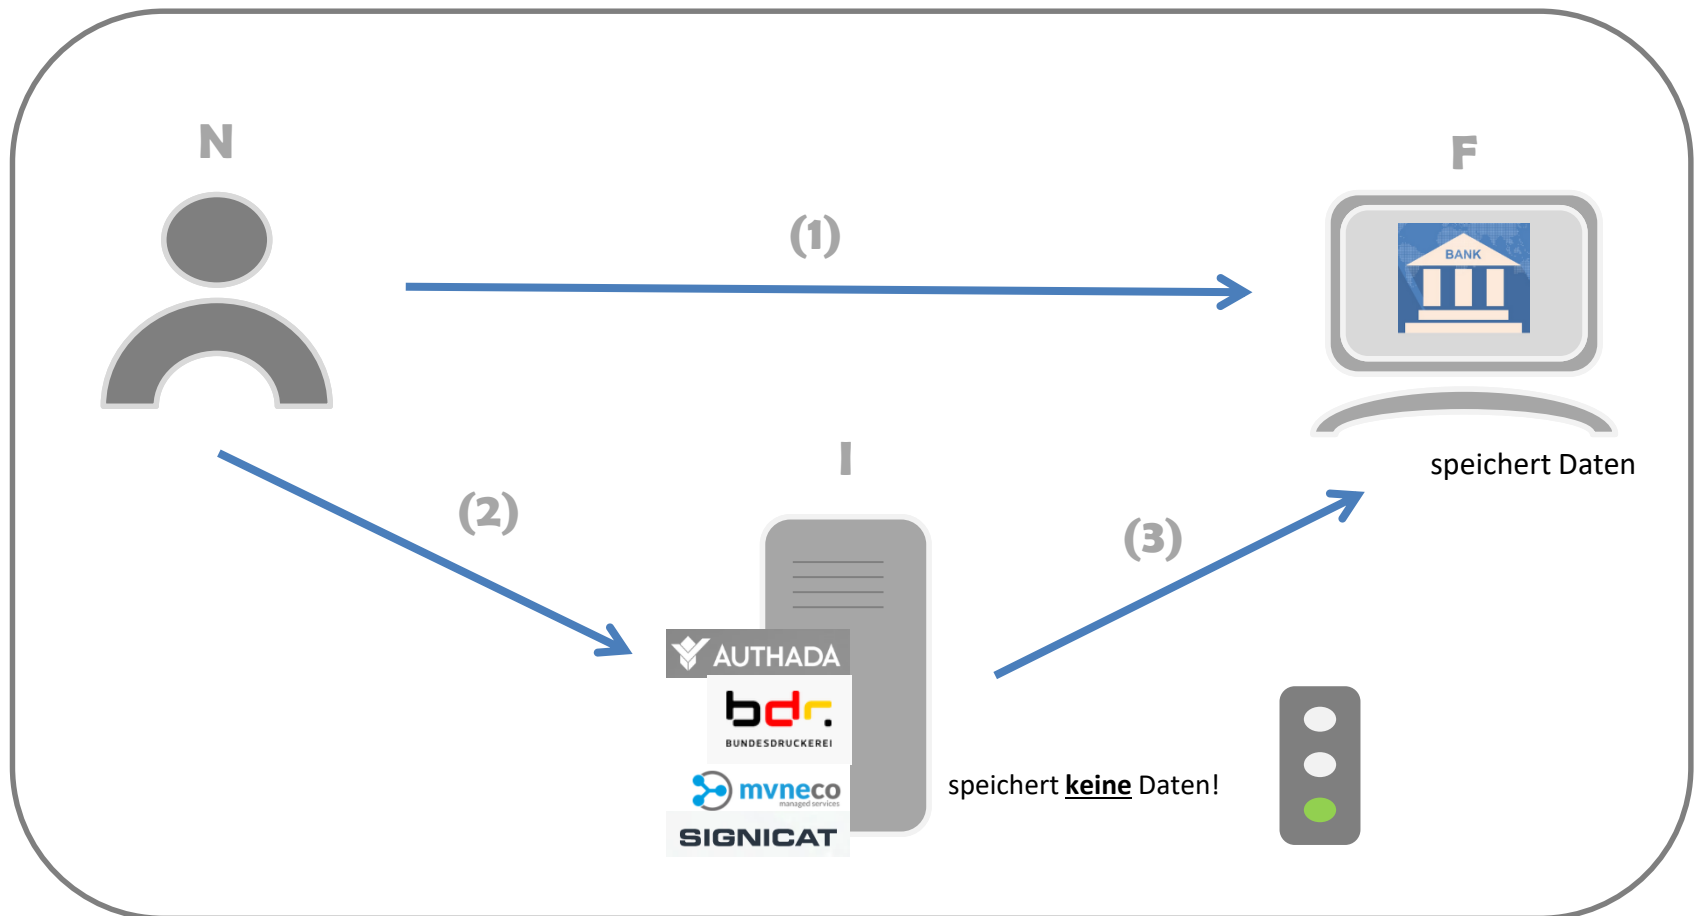 N
F
(1)
BANK
I
speichert Daten
(2)
(3)
AUTHADA
bdr.
BUNDESDRUCKEREI
speichert keine Daten!
mvneco
managed services
SIGNICAT